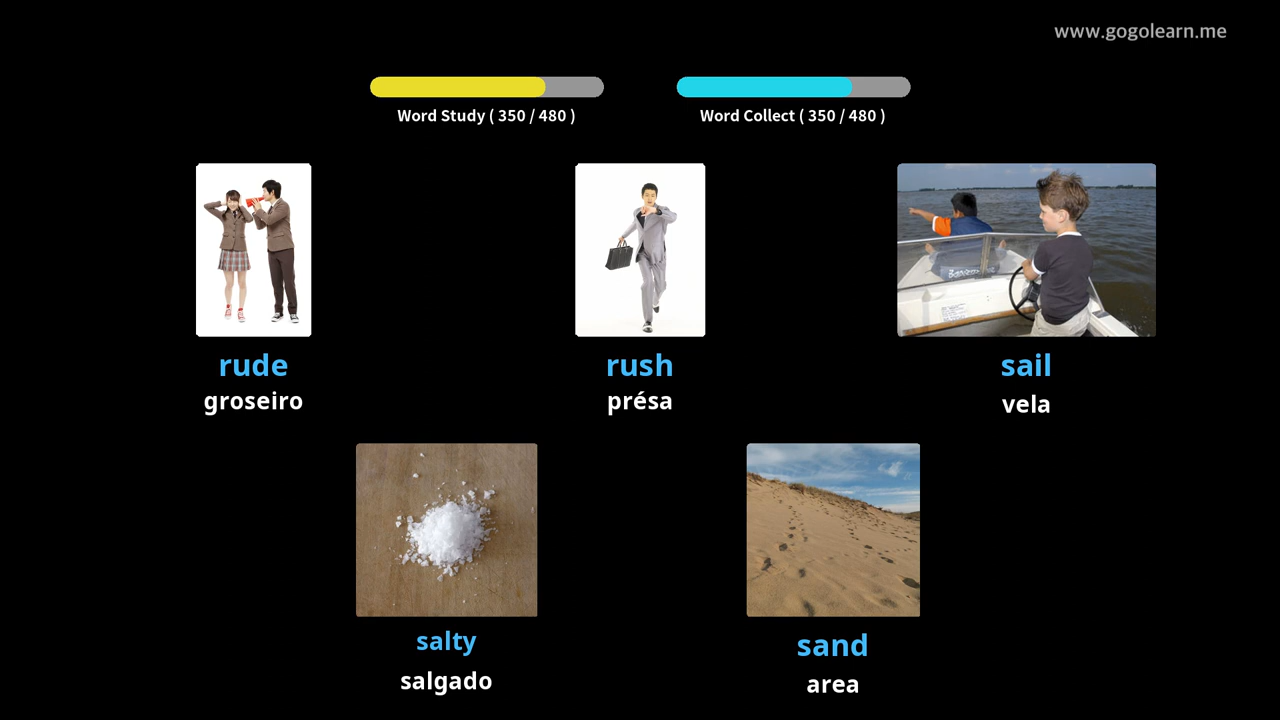 www.gogolearn.me
Word Study ( 350 / 480 )
Word Collect ( 350 / 480 )
rude
groseiro
rush
présa
sail
vela
salty
salgado
sand
area